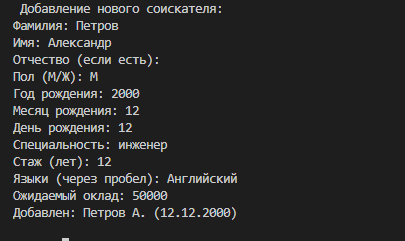 Добавление нового соискателя:
Фамилия: Петров
Имя: Александр
Отчество (если есть):
Пол (М/Ж): М
Год рождения: 2000
Месяц рождения: 12
День рождения: 12
Специальность: инженер
Стаж (лет): 12
Языки (через пробел): Английский
Ожидаемый оклад: 50000
Добавлен: Петров А. (12.12.2000)